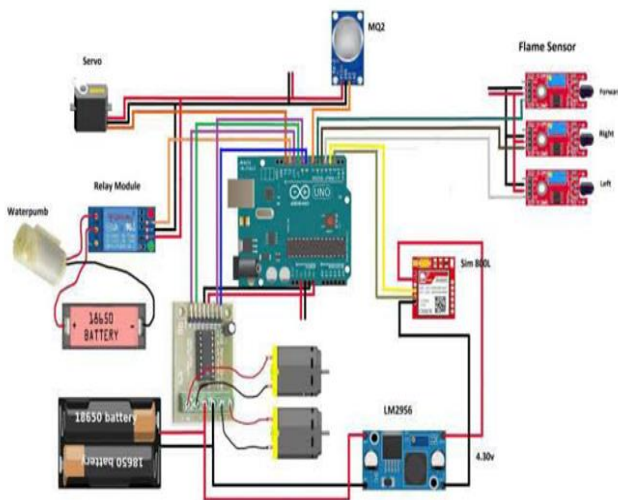 MQ2
Flame Sensor
Servo
Forward
Right
Left
Relay Module
Waterpumb
UNO
18650
BATTERY
Sim 800L
18650 battery
18650 battery
LM2956
4.30v